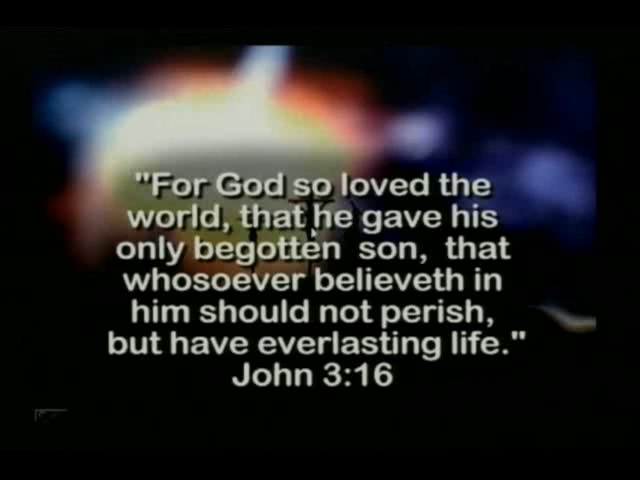 "For God so loved the
world, that he gave his
only begotten son, that
whosoever believeth in
him should not perish,
but have everlasting life."
John 3:16